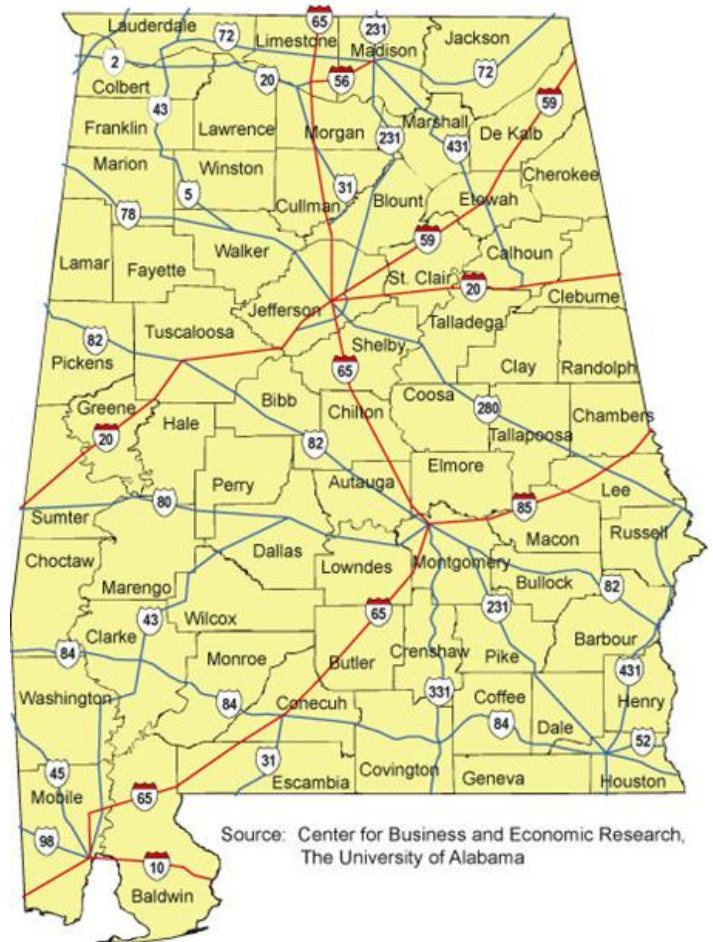 65
231
Lauderdale
72
Limestone
Madison
Jackson
2
20
56
72
Colbert
59
43
Marshall
Franklin
Lawrence
Morgan
231
De Kalb
431
Marion
Winston
31
Cherokee
5
Cullman
Blount
Etowah
78
Walker
59
Calhoun
Lamar
Fayette
St. Clair
20
Cleburne
Jefferson
Tuscaloosa
Talladega
82
Shelby
Pickens
65
Clay
Randolph
Bibb
Coosa
Greene
Hale
Chilton
280
Chambers
20
82
Tallapoosa
Elmore
Perry
Autauga
Lee
80
85
Sumter
Macon
Russell
Dallas
Choctaw
Lowndes
Montgomery
Marengo
Bullock
82
65
231
43
Wilcox
Clarke
Barbour
84
Monroe
Butler
Crenshaw
Pike
431
Washington
331
Henry
84
Conecuh
Coffee
84
Dale
52
31
45
Covington
Escambia
Geneva
Houston
Mobile
65
98
10
Baldwin
Source: Center for Business and Economic Research,
The University of Alabama